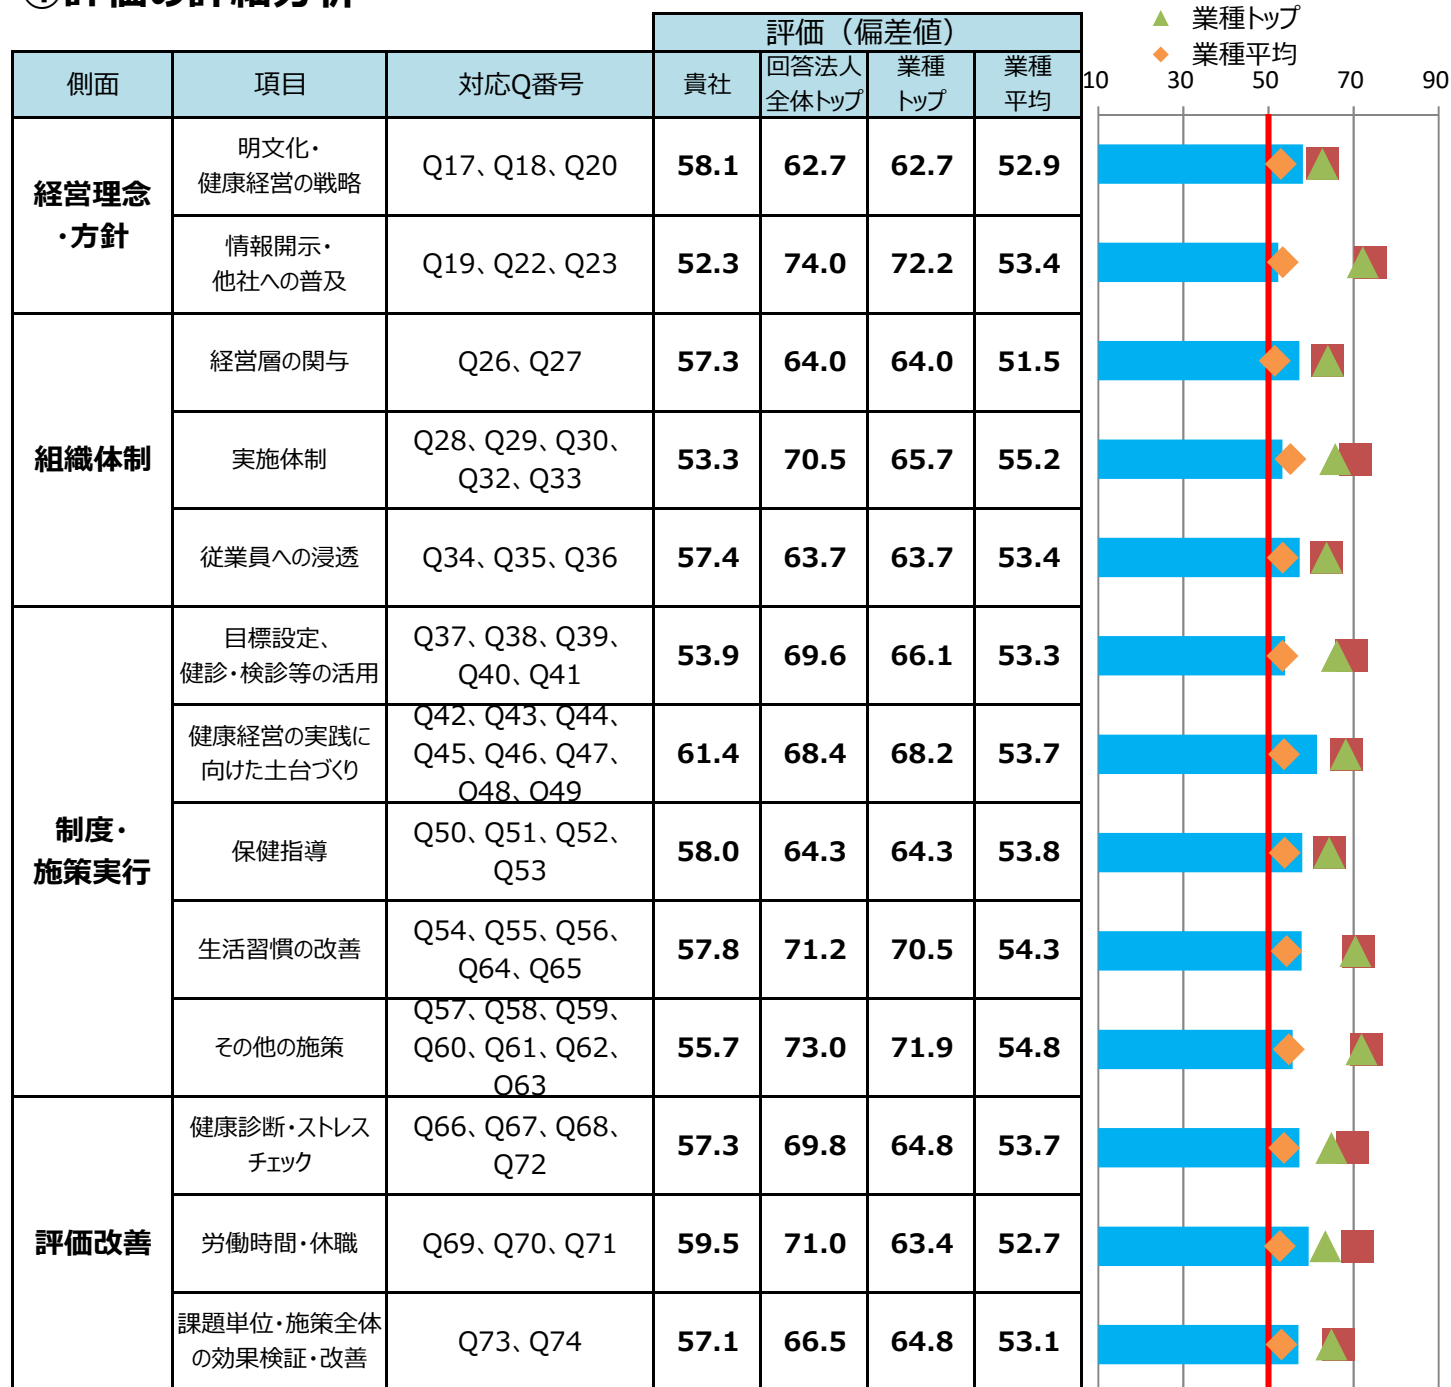 ①評価の詳細分析
▲ 業種トップ
◆ 業種平均
評価（偏差値）
側面 項目 対応Q番号 貴社 回答法人全体トップ 業種トップ 業種平均
10 30 50 70 90
経営理念
・方針
明文化・
健康経営の戦略
Q17、Q18、Q20
58.1 62.7 62.7 52.9
情報開示・
他社への普及
Q19、Q22、Q23
52.3 74.0 72.2 53.4
組織体制
経営層の関与
Q26、Q27
57.3 64.0 64.0 51.5
実施体制
Q28、Q29、Q30、
Q32、Q33
53.3 70.5 65.7 55.2
従業員への浸透
Q34、Q35、Q36
57.4 63.7 63.7 53.4
制度・
施策実行
目標設定、
健診・検診等の活用
Q37、Q38、Q39、
Q40、Q41
53.9 69.6 66.1 53.3
健康経営の実践に
向けた土台づくり
Q42、Q43、Q44、
Q45、Q46、Q47、
Q48、Q49
61.4 68.4 68.2 53.7
保健指導
Q50、Q51、Q52、
Q53
58.0 64.3 64.3 53.8
生活習慣の改善
Q54、Q55、Q56、
Q64、Q65
57.8 71.2 70.5 54.3
その他の施策
Q57、Q58、Q59、
Q60、Q61、Q62、
Q63
55.7 73.0 71.9 54.8
評価改善
健康診断・ストレス
チェック
Q66、Q67、Q68、
Q72
57.3 69.8 64.8 53.7
労働時間・休職
Q69、Q70、Q71
59.5 71.0 63.4 52.7
課題単位・施策全体
の効果検証・改善
Q73、Q74
57.1 66.5 64.8 53.1